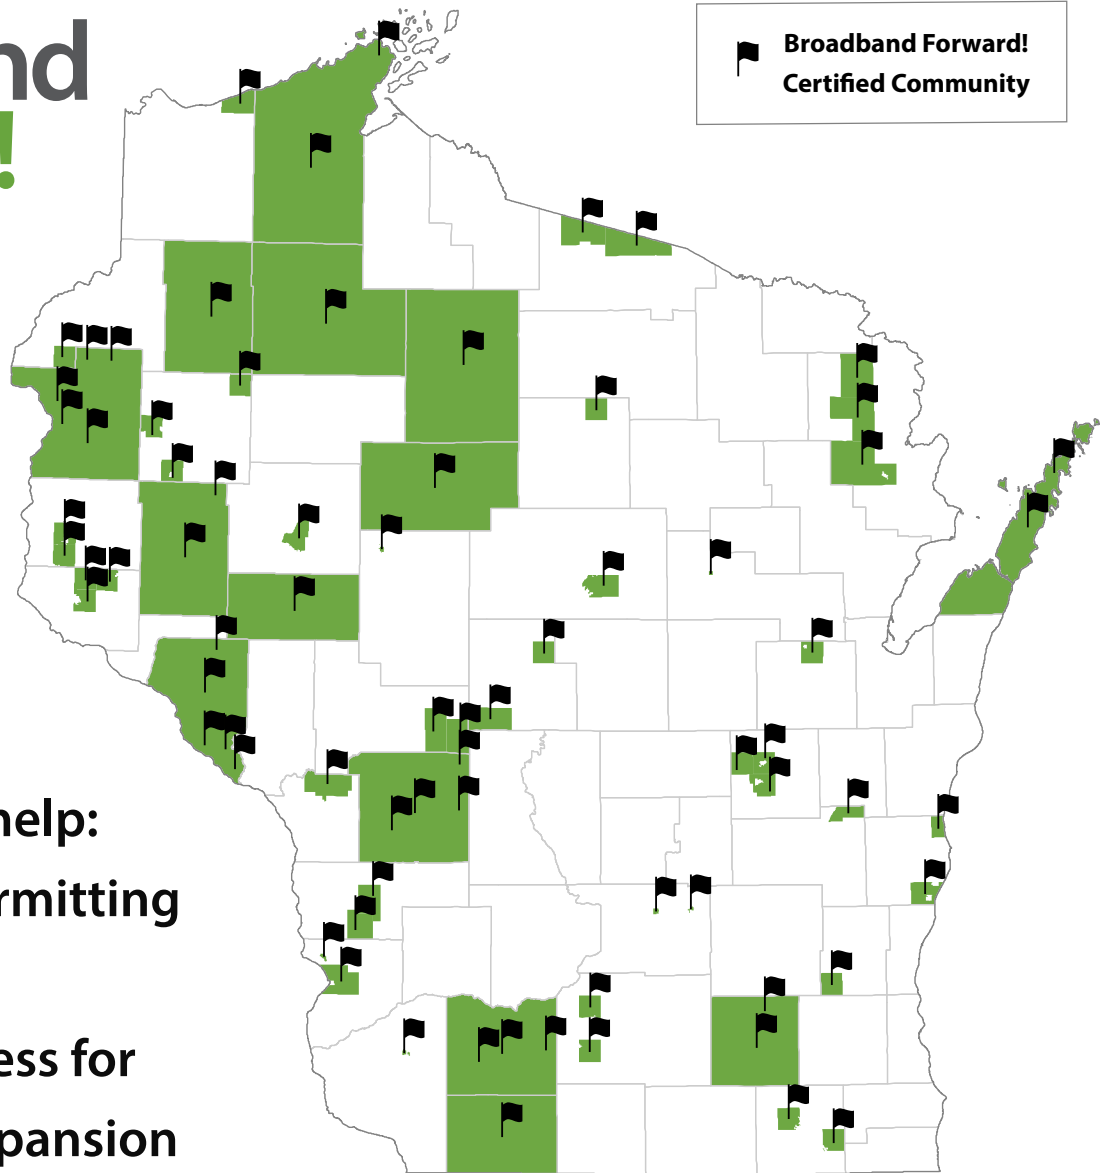 nd
!
Broadband Forward!
Certified Community
help:
rmitting
ess for
pansion